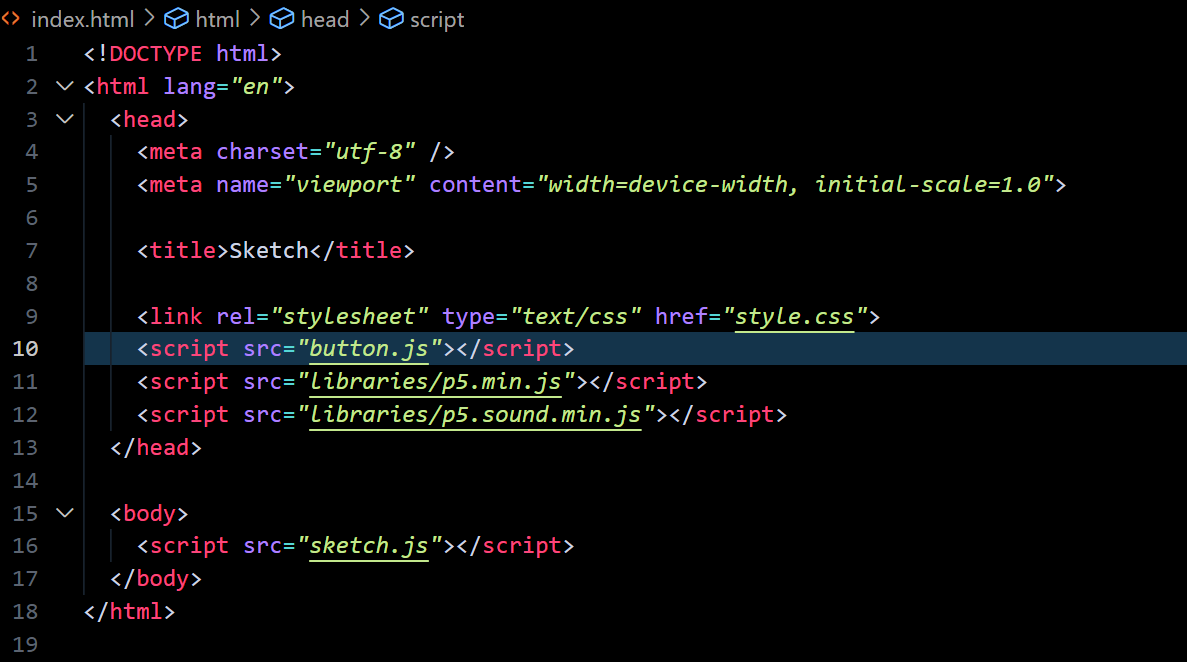 index.html > html > head > script
1 <!DOCTYPE html>
2 <html lang="en">
3 <head>
4 <meta charset="utf-8" />
5 <meta name="viewport" content="width=device-width, initial-scale=1.0">
6
7 <title>Sketch</title>
8
9 <link rel="stylesheet" type="text/css" href="style.css">
10 <script src="button.js"></script>
11 <script src="libraries/p5.min.js"></script>
12 <script src="libraries/p5.sound.min.js"></script>
13 </head>
14
15 <body>
16 <script src="sketch.js"></script>
17 </body>
18 </html>
19